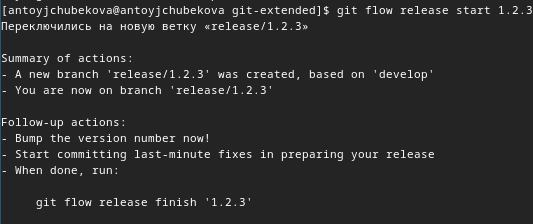 [antoyjchubekova@antoyjchubekova git-extended]$ git flow release start 1.2.3
Переключились на новую ветку «release/1.2.3»
Summary of actions:
- A new branch 'release/1.2.3' was created, based on 'develop'
- You are now on branch 'release/1.2.3'
Follow-up actions:
- Bump the version number now!
- Start committing last-minute fixes in preparing your release
- When done, run:
git flow release finish '1.2.3'